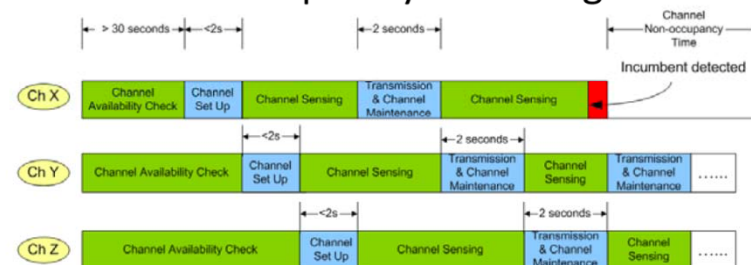 Channel
Non-occupancy
Time
> 30 seconds
<2s
2 seconds
Incumbent detected
Ch X
Channel
Availability Check
Channel
Set Up
Channel Sensing
Transmission
& Channel
Maintenance
Channel Sensing
<2s
2 seconds
Ch Y
Channel Availability Check
Channel
Set Up
Channel Sensing
Transmission
& Channel
Maintenance
Channel
Sensing
Transmission
& Channel
Maintenance
......
<2s
2 seconds
Ch Z
Channel Availability Check
Channel
Set Up
Channel Sensing
Transmission
& Channel
Maintenance
Channel
Sensing
......